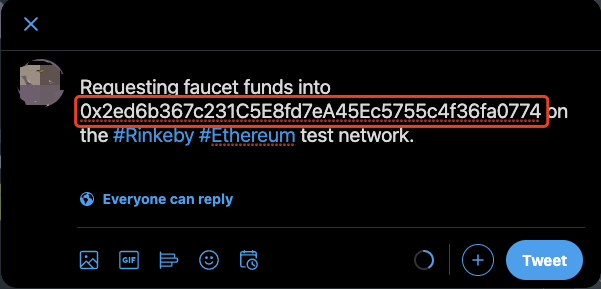 Requesting faucet funds into
0x2ed6b367c231C5E8fd7eA45Ec5755c4f36fa0774 on
the #Rinkeby #Ethereum test network.
Everyone can reply
GIF
Tweet